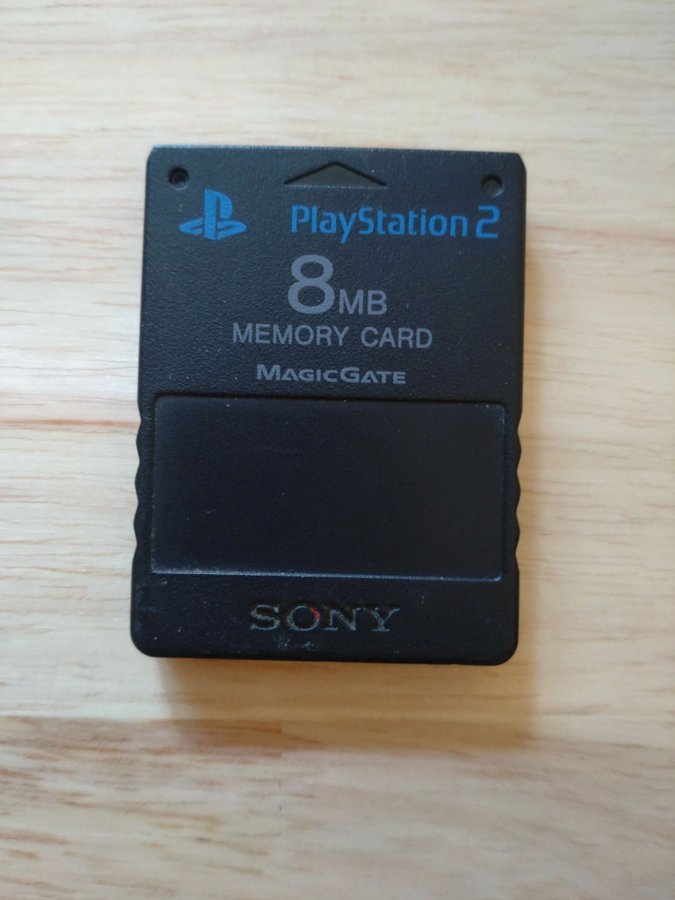 PlayStation 2
8MB
MEMORY CARD
MAGICGATE
SONY